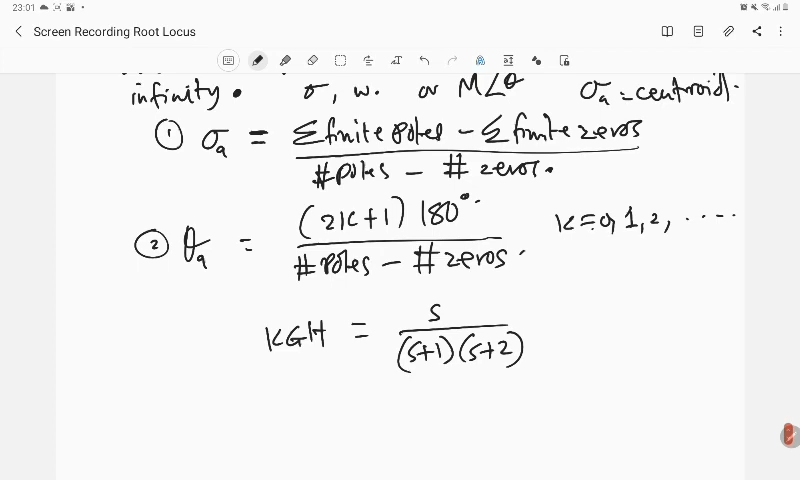 23:01
Screen Recording Root Locus
infinity. σ, ω. or M∠θ σa = centroid.
① σa = Σ finite poles − Σ finite zeros / #poles − # zeros.
② θa = (2K+1) 180° / #poles − #zeros. K = 0, 1, 2, ....
KGH = s / (s+1)(s+2)